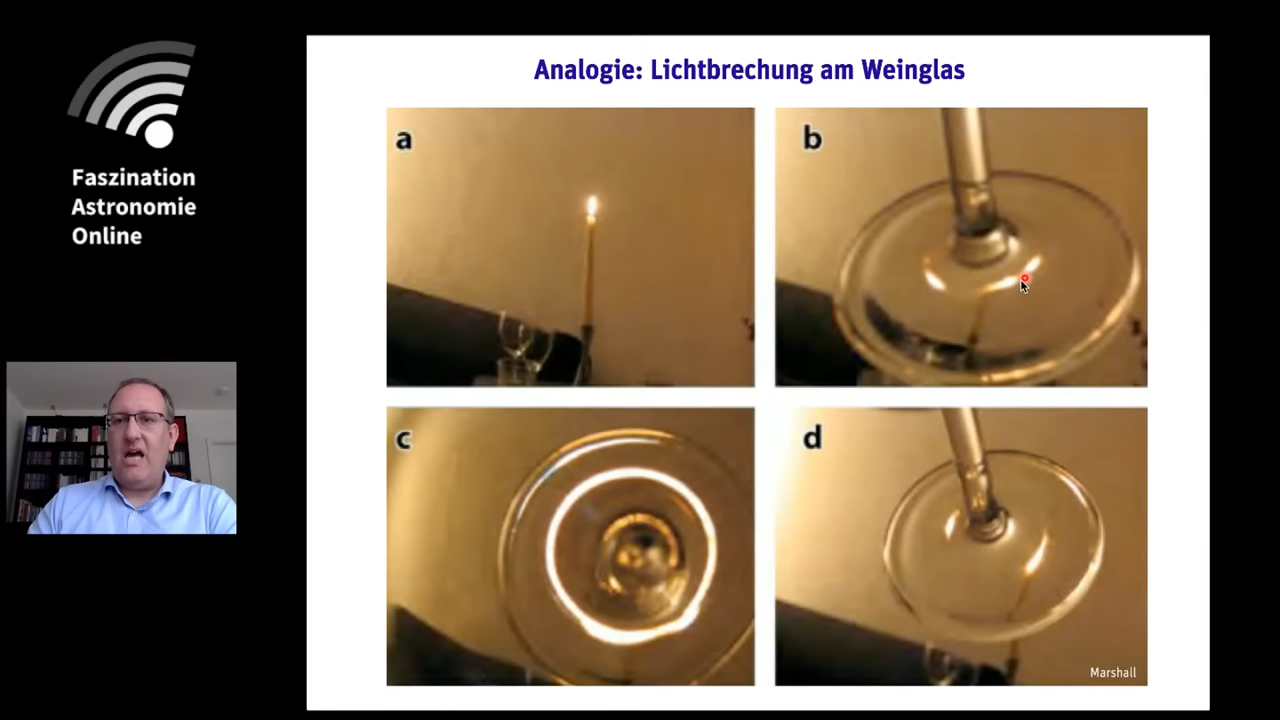 Faszination
Astronomie
Online
Analogie: Lichtbrechung am Weinglas
a
b
c
d
Marshall